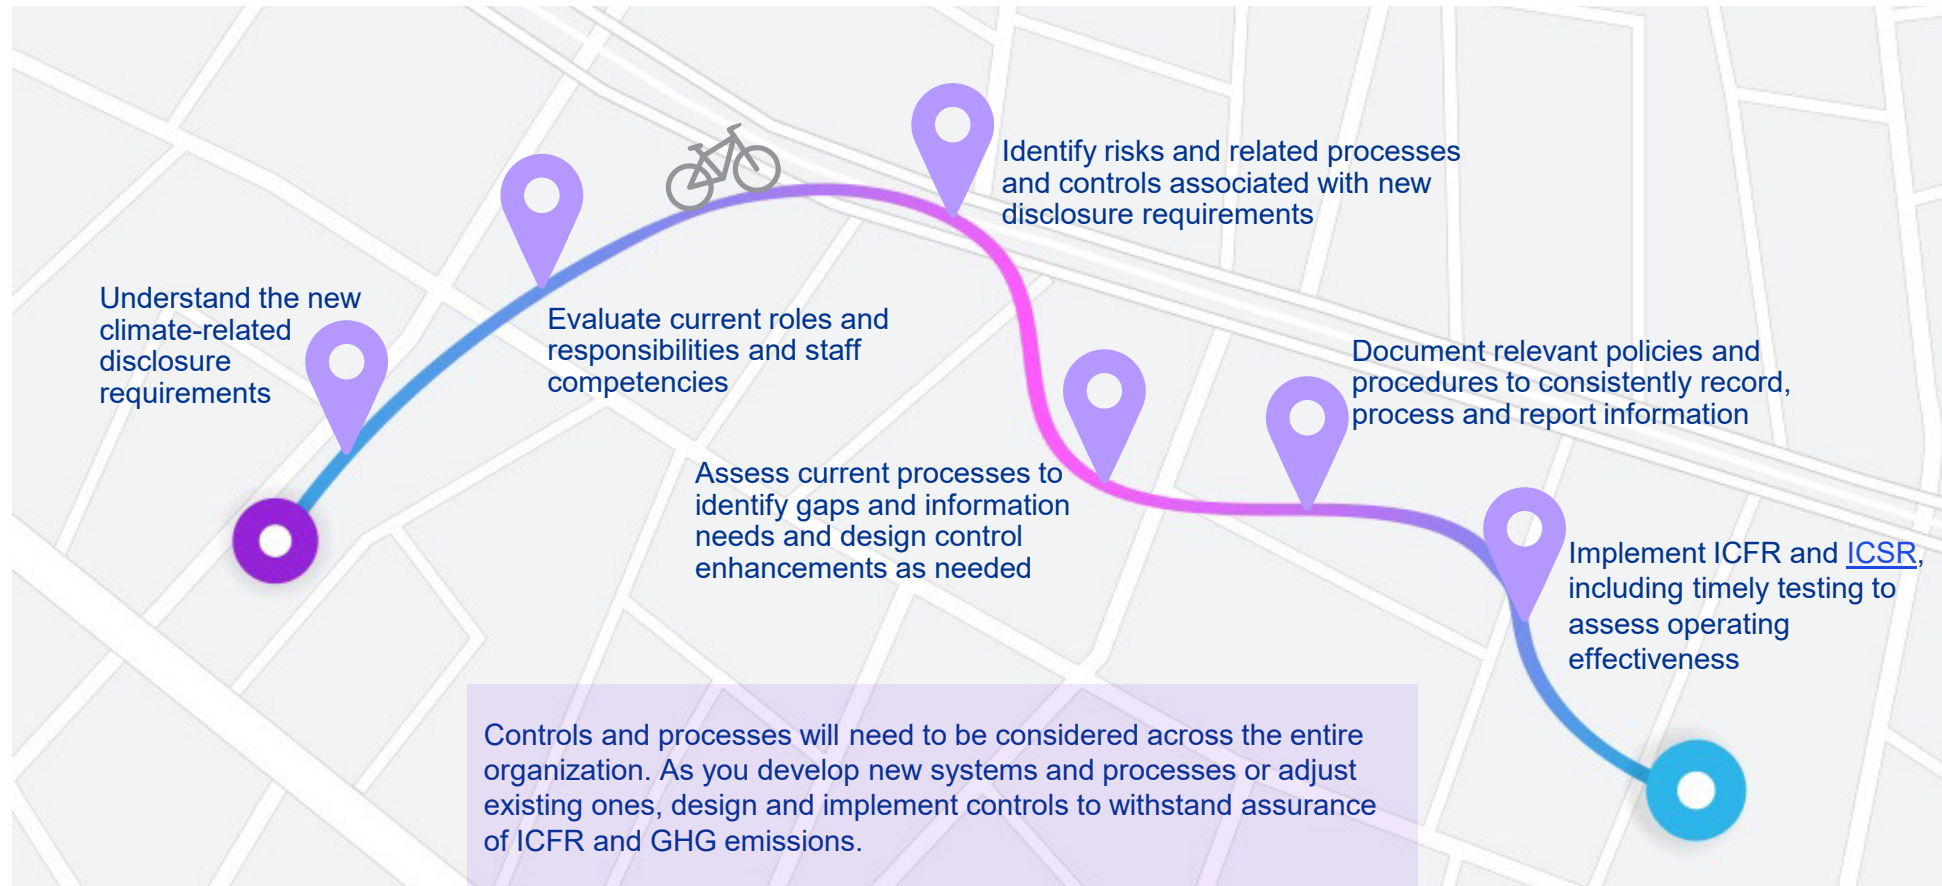 Understand the new
climate-related
disclosure
requirements
Evaluate current roles and
responsibilities and staff
competencies
Identify risks and related processes
and controls associated with new
disclosure requirements
Assess current processes to
identify gaps and information
needs and design control
enhancements as needed
Document relevant policies and
procedures to consistently record,
process and report information
Implement ICFR and ICSR,
including timely testing to
assess operating
effectiveness
Controls and processes will need to be considered across the entire
organization. As you develop new systems and processes or adjust
existing ones, design and implement controls to withstand assurance
of ICFR and GHG emissions.